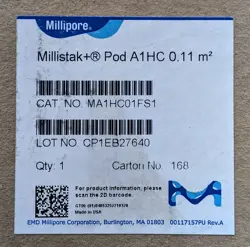 Millipore
Millistak+® Pod A1HC 0.11 m²
CAT. NO. MA1HC01FS1
LOT NO. CP1EB27640
Qty: 1
Carton No. 168
For product information, please
scan the 2D barcode.
Made in USA
EMD Millipore Corporation, Burlington, MA 01803
00117157PU Rev.A